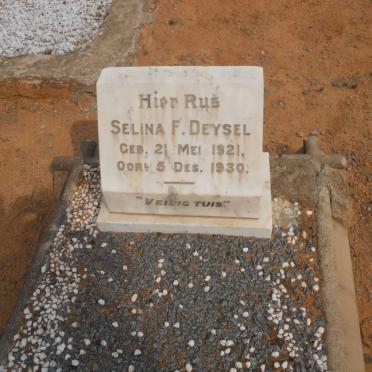 Hier Rus
Selina F. Deysel
Geb. 21 Mei 1921.
Oorl 5 Des. 1930.
"Veilig Tuis."